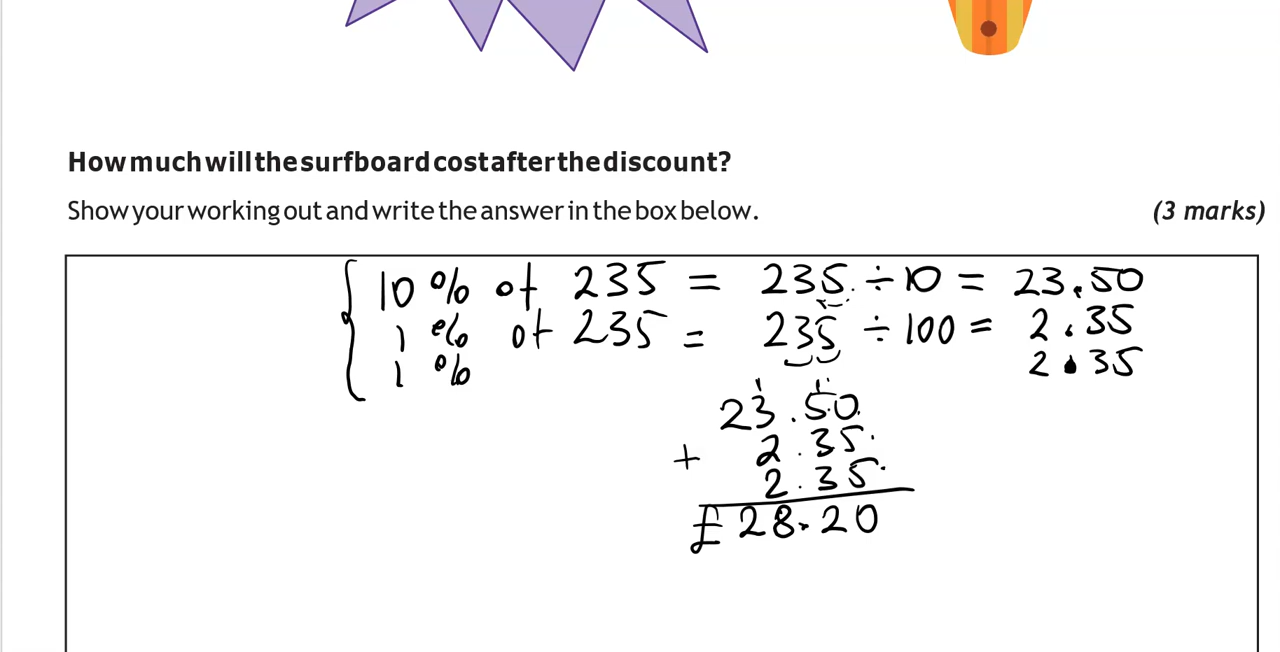 How much will the surfboard cost after the discount?
Show your working out and write the answer in the box below. (3 marks)
10 % of 235 = 235 ÷ 10 = 23.50
1 % of 235 = 235 ÷ 100 = 2.35
1 % 2.35
1 1
23.50
+ 2.35
2.35
£28.20